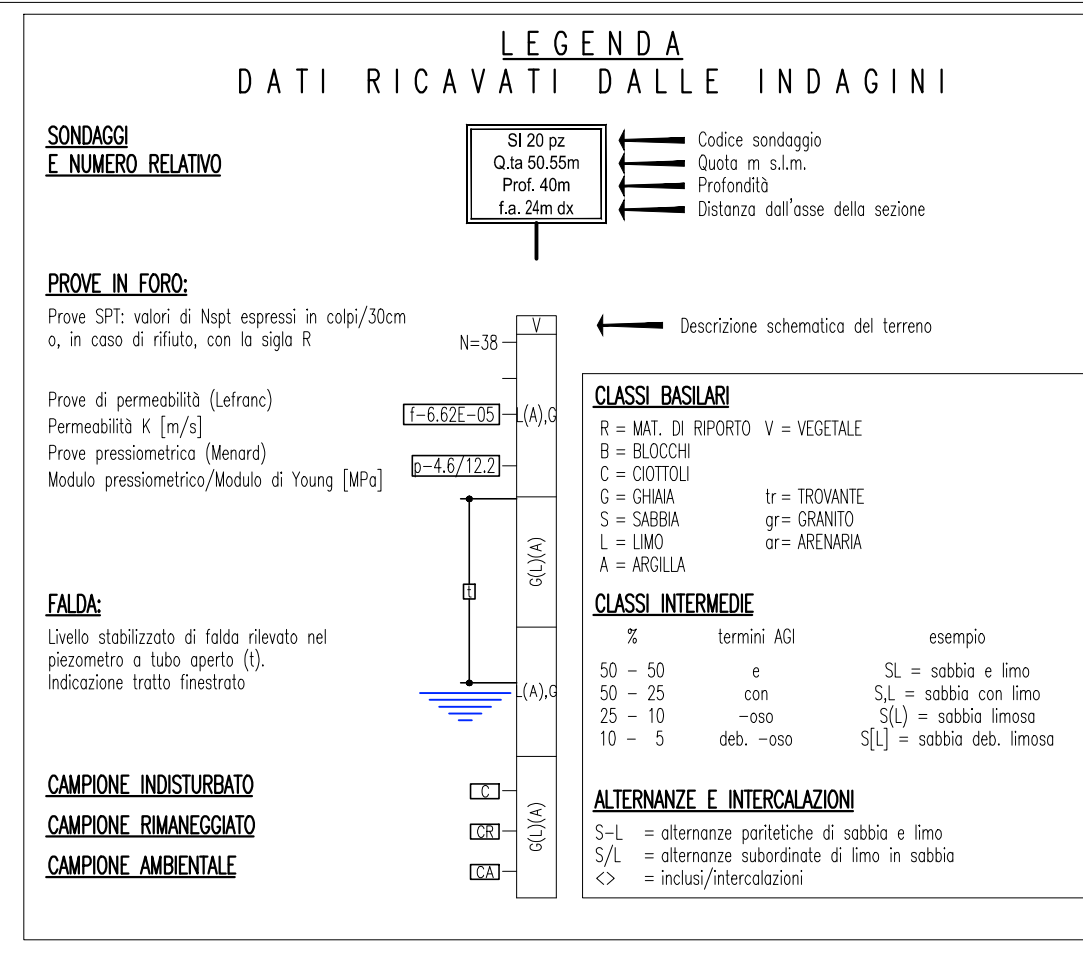 LEGENDA
DATI RICAVATI DALLE INDAGINI
SONDAGGI
E NUMERO RELATIVO
SI 20 pz
Q.ta 50.55m
Prof. 40m
f.a. 24m dx
Codice sondaggio
Quota m s.l.m.
Profondità
Distanza dall'asse della sezione
PROVE IN FORO:
Prove SPT: valori di Nspt espressi in colpi/30cm
o, in caso di rifiuto, con la sigla R
N=38
V
Descrizione schematica del terreno
Prove di permeabilità (Lefranc)
Permeabilità K [m/s]
Prove pressiometrica (Menard)
Modulo pressiometrico/Modulo di Young [MPa]
f-6.62E-05
L(A),G
p-4.6/12.2
G(L)(A)
t
FALDA:
Livello stabilizzato di falda rilevato nel
piezometro a tubo aperto (t).
Indicazione tratto finestrato
L(A),G
CAMPIONE INDISTURBATO
CAMPIONE RIMANEGGIATO
CAMPIONE AMBIENTALE
C
CR
CA
G(L)(A)
CLASSI BASILARI
R = MAT. DI RIPORTO V = VEGETALE
B = BLOCCHI
C = CIOTTOLI
G = GHIAIA tr = TROVANTE
S = SABBIA gr= GRANITO
L = LIMO ar= ARENARIA
A = ARGILLA
CLASSI INTERMEDIE
% termini AGI esempio
50 - 50 e SL = sabbia e limo
50 - 25 con S,L = sabbia con limo
25 - 10 -oso S(L) = sabbia limosa
10 - 5 deb. -oso S[L] = sabbia deb. limosa
ALTERNANZE E INTERCALAZIONI
S-L = alternanze paritetiche di sabbia e limo
S/L = alternanze subordinate di limo in sabbia
<> = inclusi/intercalazioni